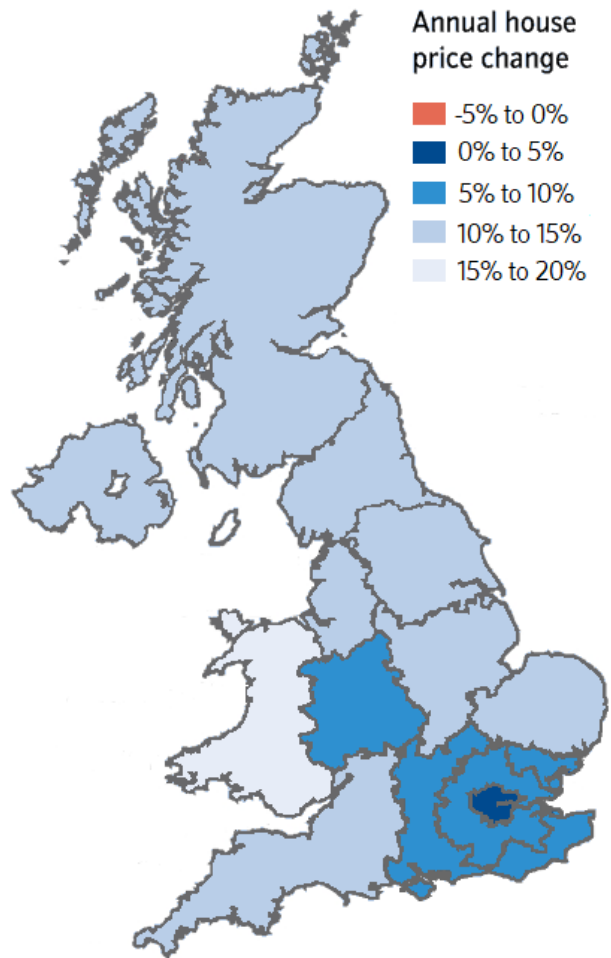 Annual house
price change
-5% to 0%
0% to 5%
5% to 10%
10% to 15%
15% to 20%